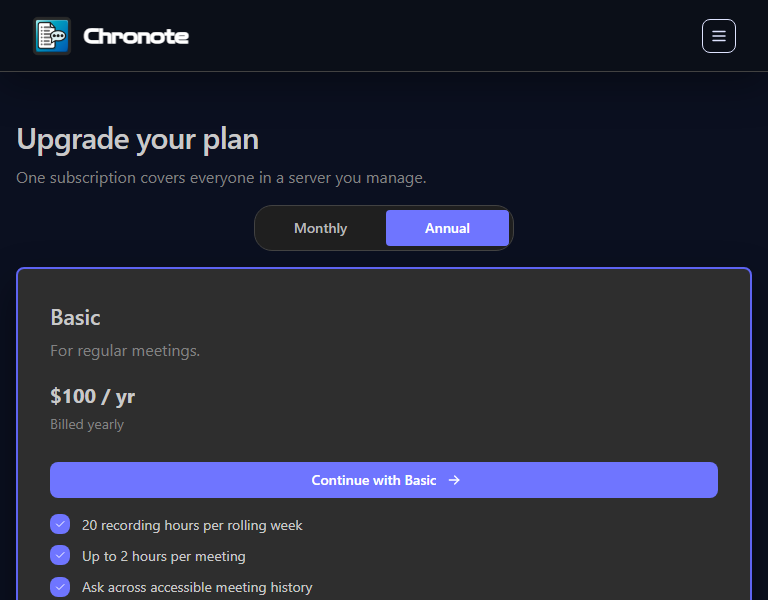 Chronote
Upgrade your plan
One subscription covers everyone in a server you manage.
Monthly
Annual
Basic
For regular meetings.
$100 / yr
Billed yearly
Continue with Basic →
20 recording hours per rolling week
Up to 2 hours per meeting
Ask across accessible meeting history